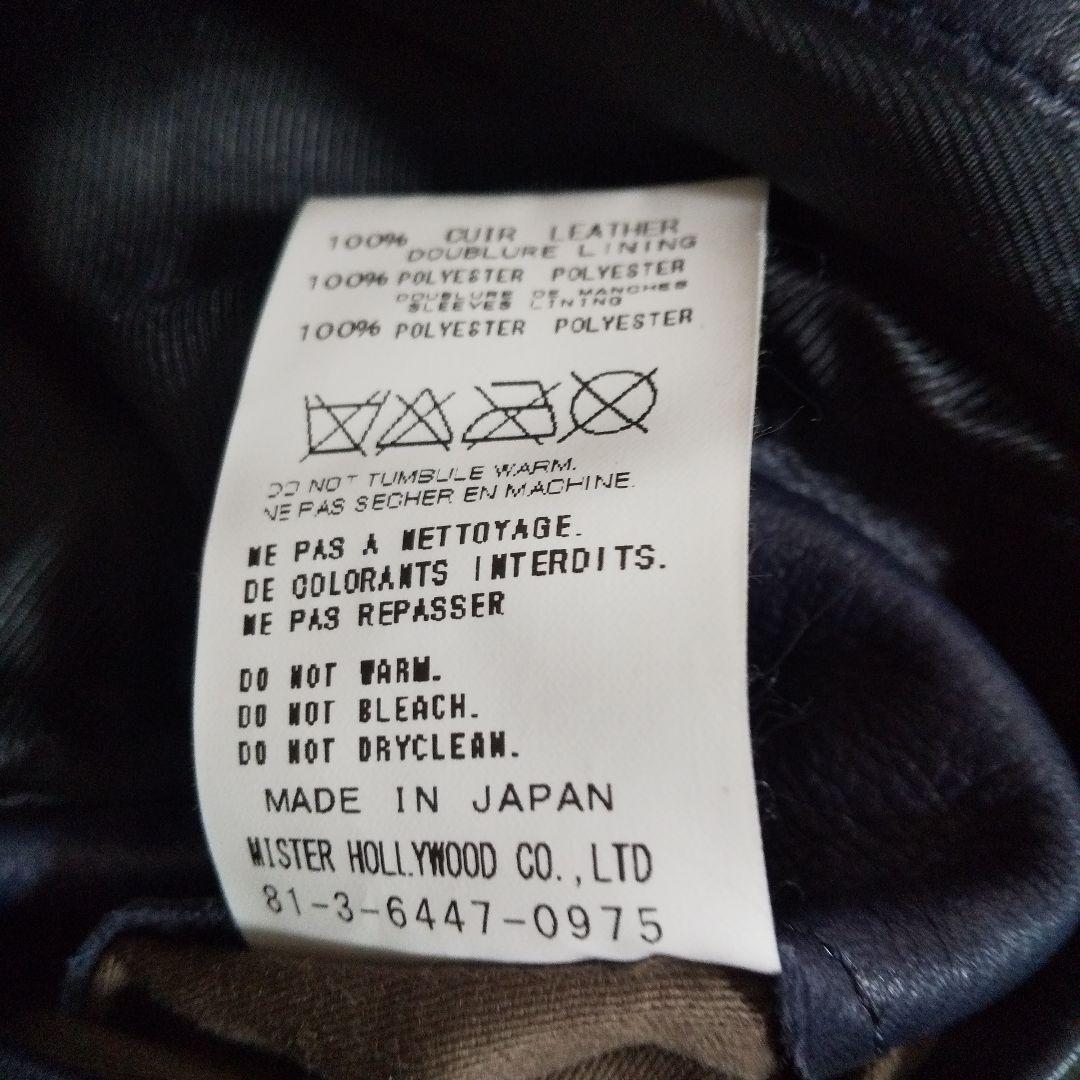 100% CUIR LEATHER
DOUBLURE LINING
100% POLYESTER POLYESTER
DOUBLURE DE MANCHES
SLEEVES LINING
100% POLYESTER POLYESTER
DO NOT TUMBULE WARM.
NE PAS SECHER EN MACHINE.
NE PAS A NETTOYAGE.
DE COLORANTS INTERDITS.
NE PAS REPASSER
DO NOT WARM.
DO NOT BLEACH.
DO NOT DRYCLEAN.
MADE IN JAPAN
MISTER HOLLYWOOD CO.,LTD
81-3-6447-0975